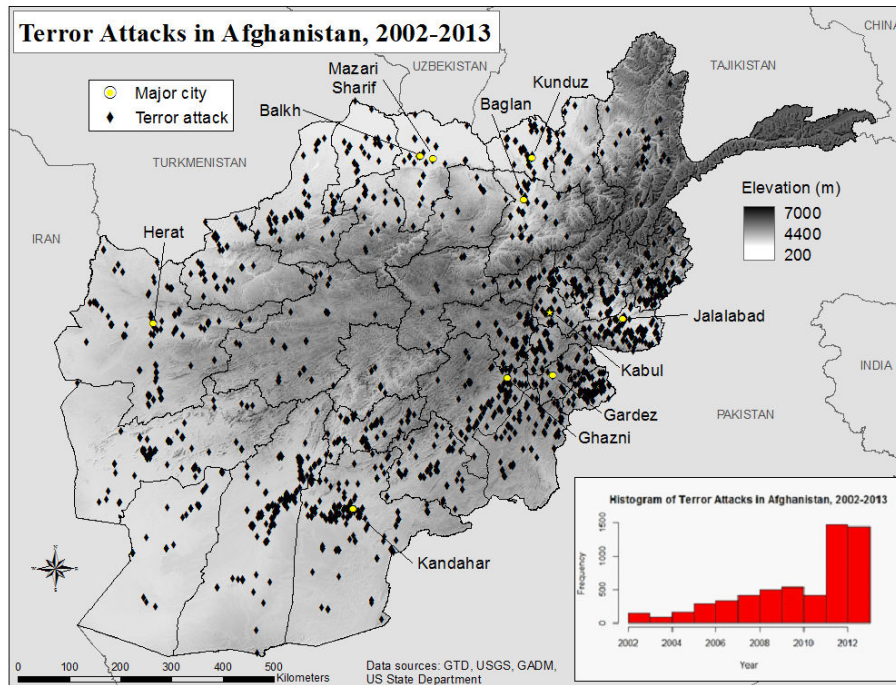 Terror Attacks in Afghanistan, 2002-2013
Major city
Terror attack
CHINA
UZBEKISTAN
TAJIKISTAN
Mazari
Sharif
Kunduz
Balkh
Baglan
TURKMENISTAN
Elevation (m)
7000
4400
200
IRAN
Herat
Jalalabad
Kabul
INDIA
Gardez
PAKISTAN
Ghazni
Kandahar
Histogram of Terror Attacks in Afghanistan, 2002-2013
Frequency
1500
1000
500
0
2002 2004 2006 2008 2010 2012
Year
0 100 200 300 400 500
Kilometers
Data sources: GTD, USGS, GADM,
US State Department